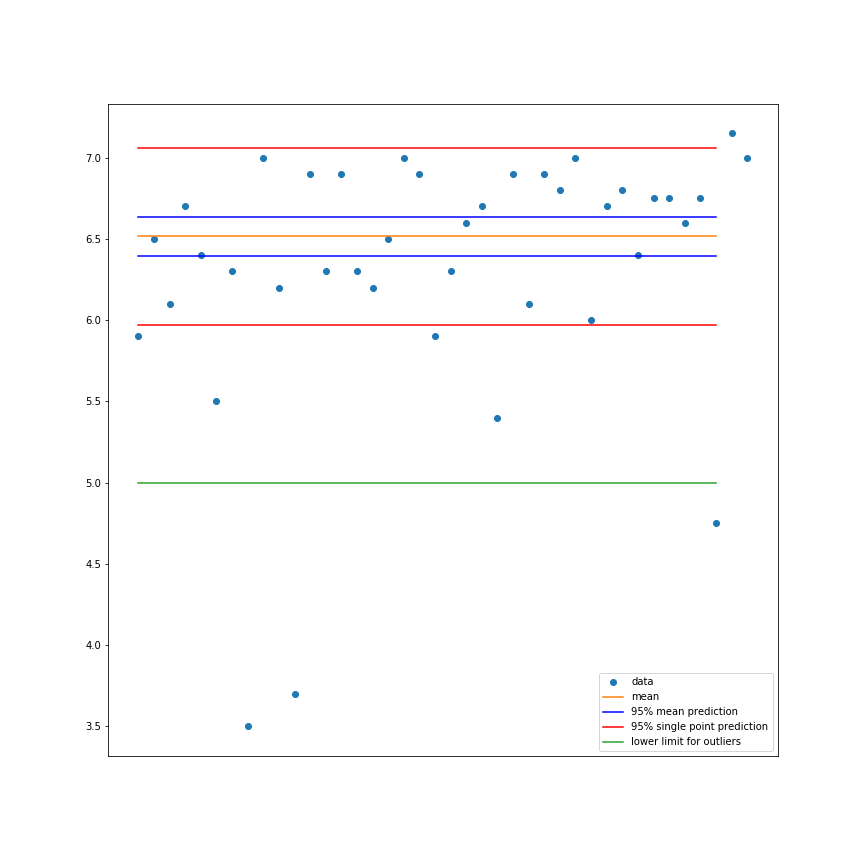 7.0
6.5
6.0
5.5
5.0
4.5
4.0
3.5
data
mean
95% mean prediction
95% single point prediction
lower limit for outliers